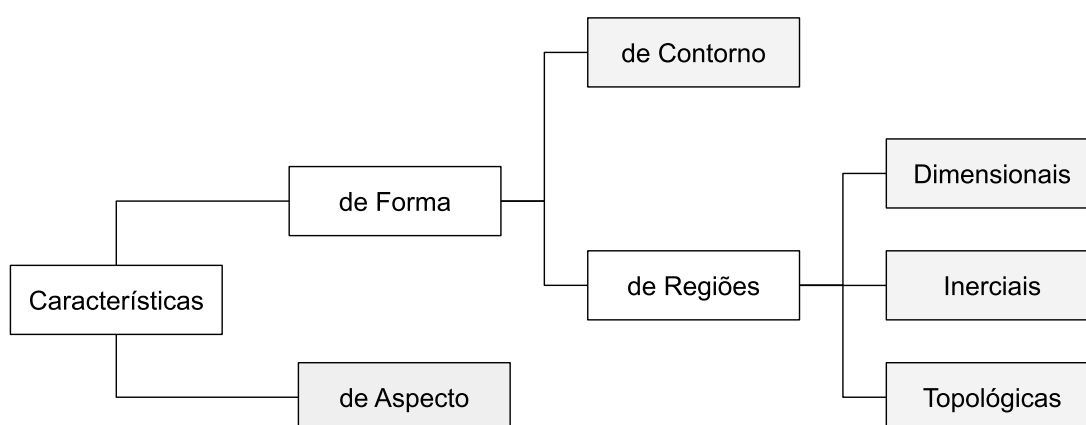 de Contorno
Dimensionais
de Forma
de Regiões
Inerciais
Características
de Aspecto
Topológicas